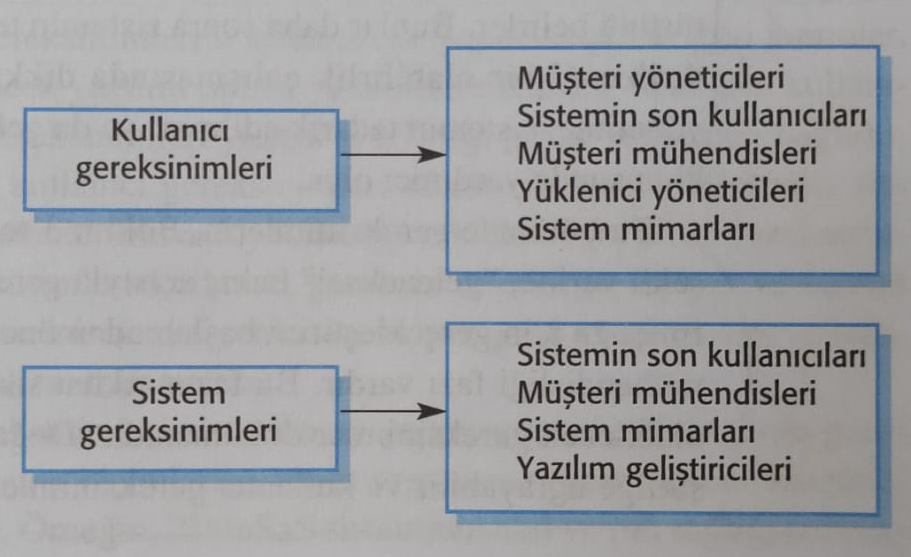 Kullanıcı
gereksinimleri
Müşteri yöneticileri
Sistemin son kullanıcıları
Müşteri mühendisleri
Yüklenici yöneticileri
Sistem mimarları
Sistem
gereksinimleri
Sistemin son kullanıcıları
Müşteri mühendisleri
Sistem mimarları
Yazılım geliştiricileri